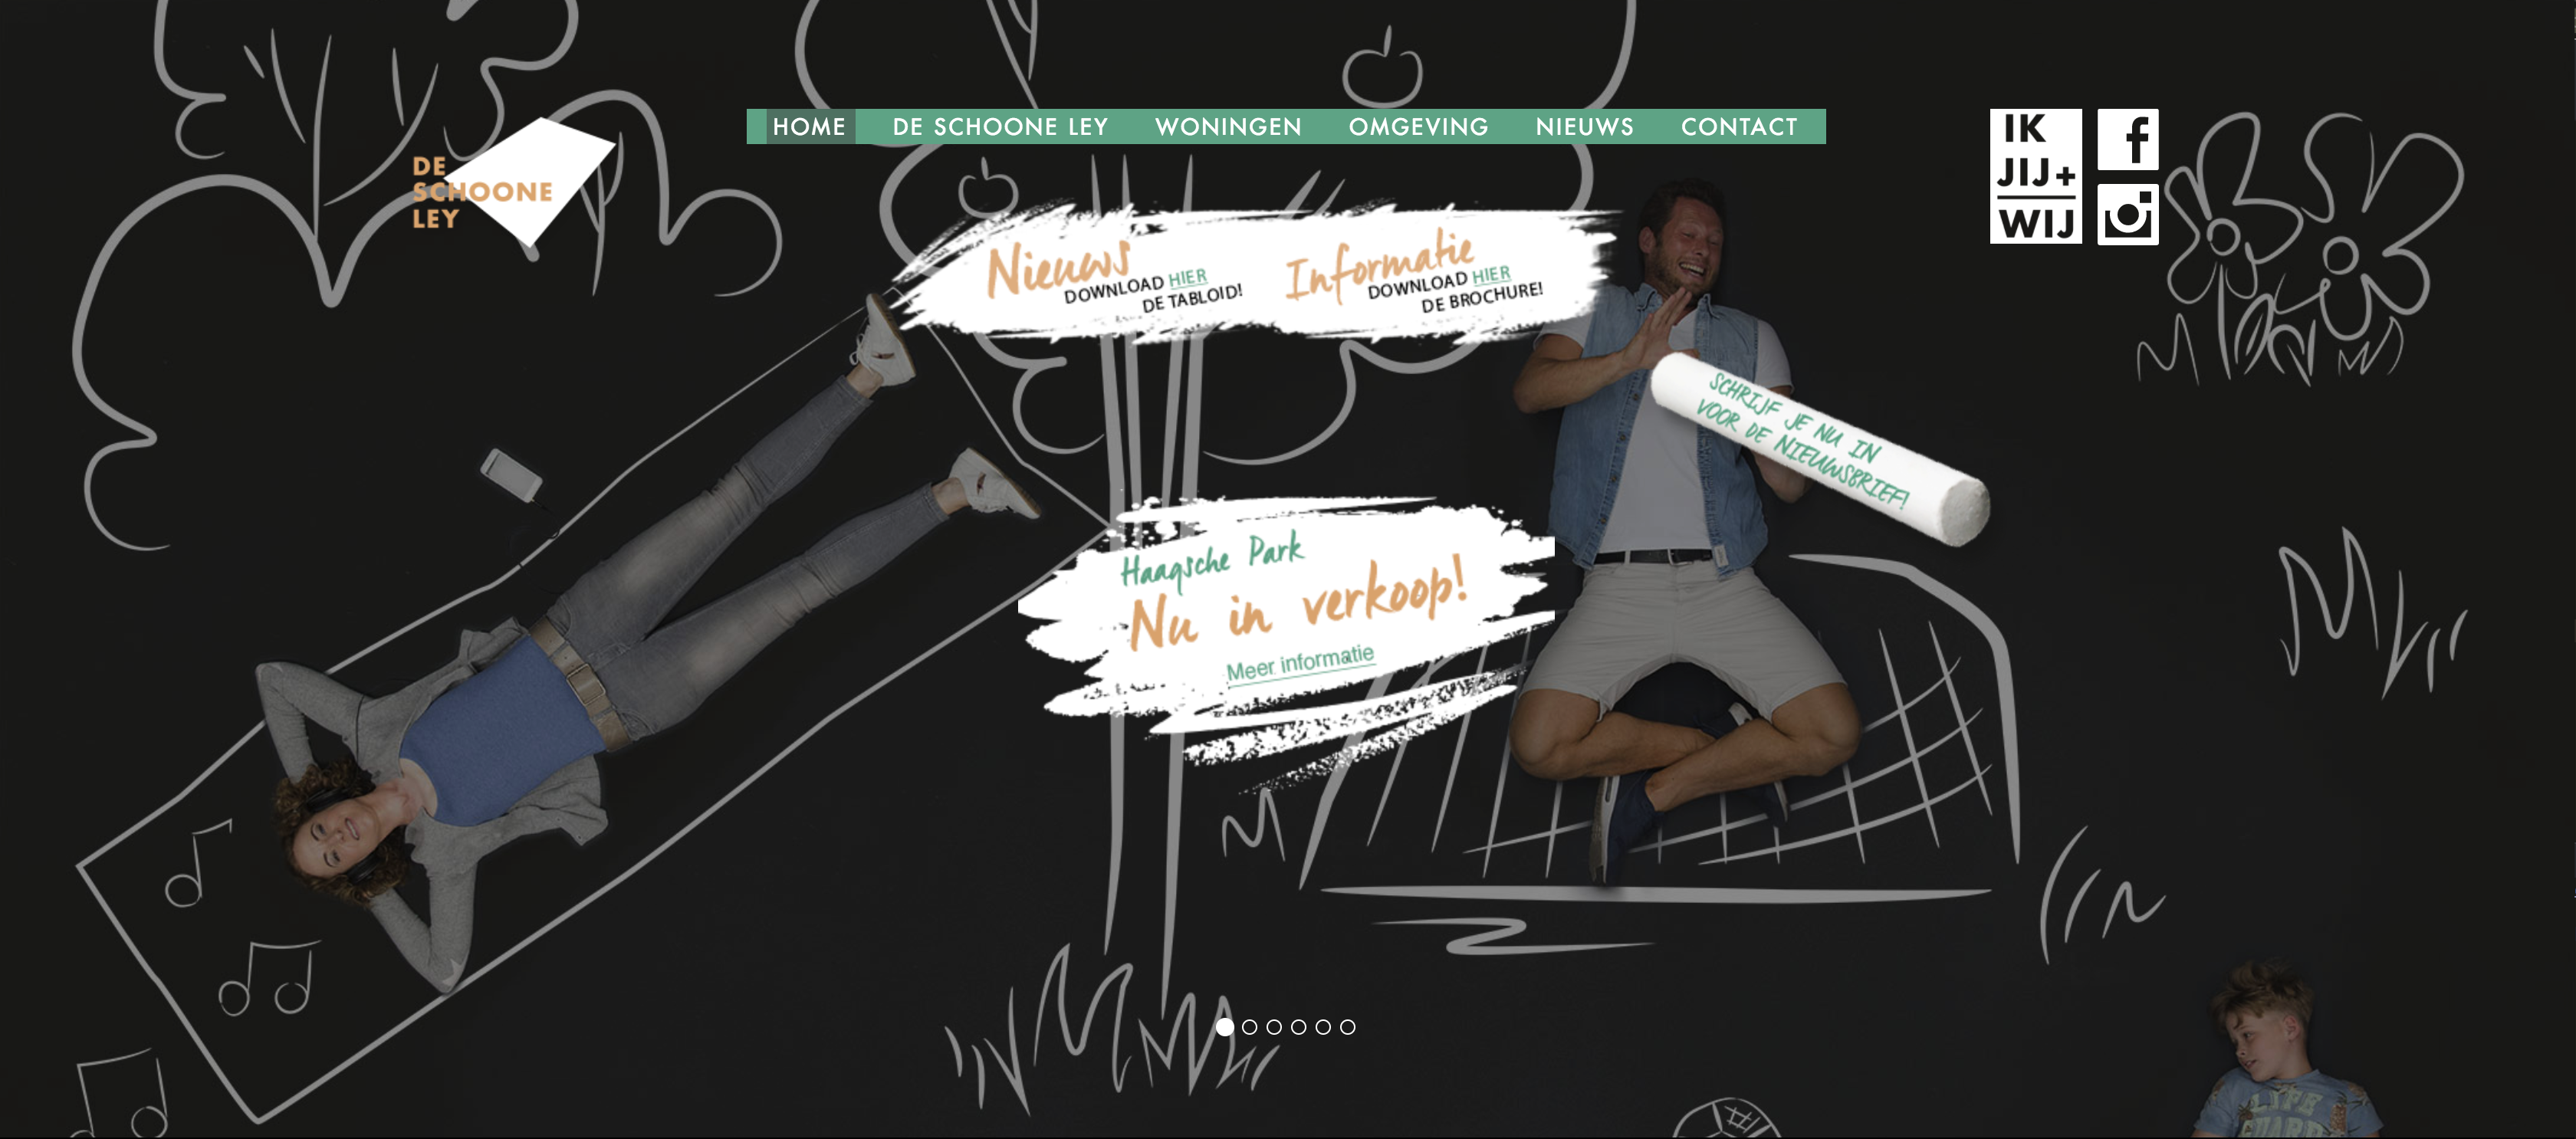 HOME DE SCHOONE LEY WONINGEN OMGEVING NIEUWS CONTACT
DE
SCHOONE
LEY
IK
JIJ+
WIJ
f
Nieuws
DOWNLOAD HIER
DE TABLOID!
Informatie
DOWNLOAD HIER
DE BROCHURE!
SCHRIJF JE NU IN
VOOR DE NIEUWSBRIEF!
Haagsche Park
Nu in verkoop!
Meer informatie
LIFE
GUARD